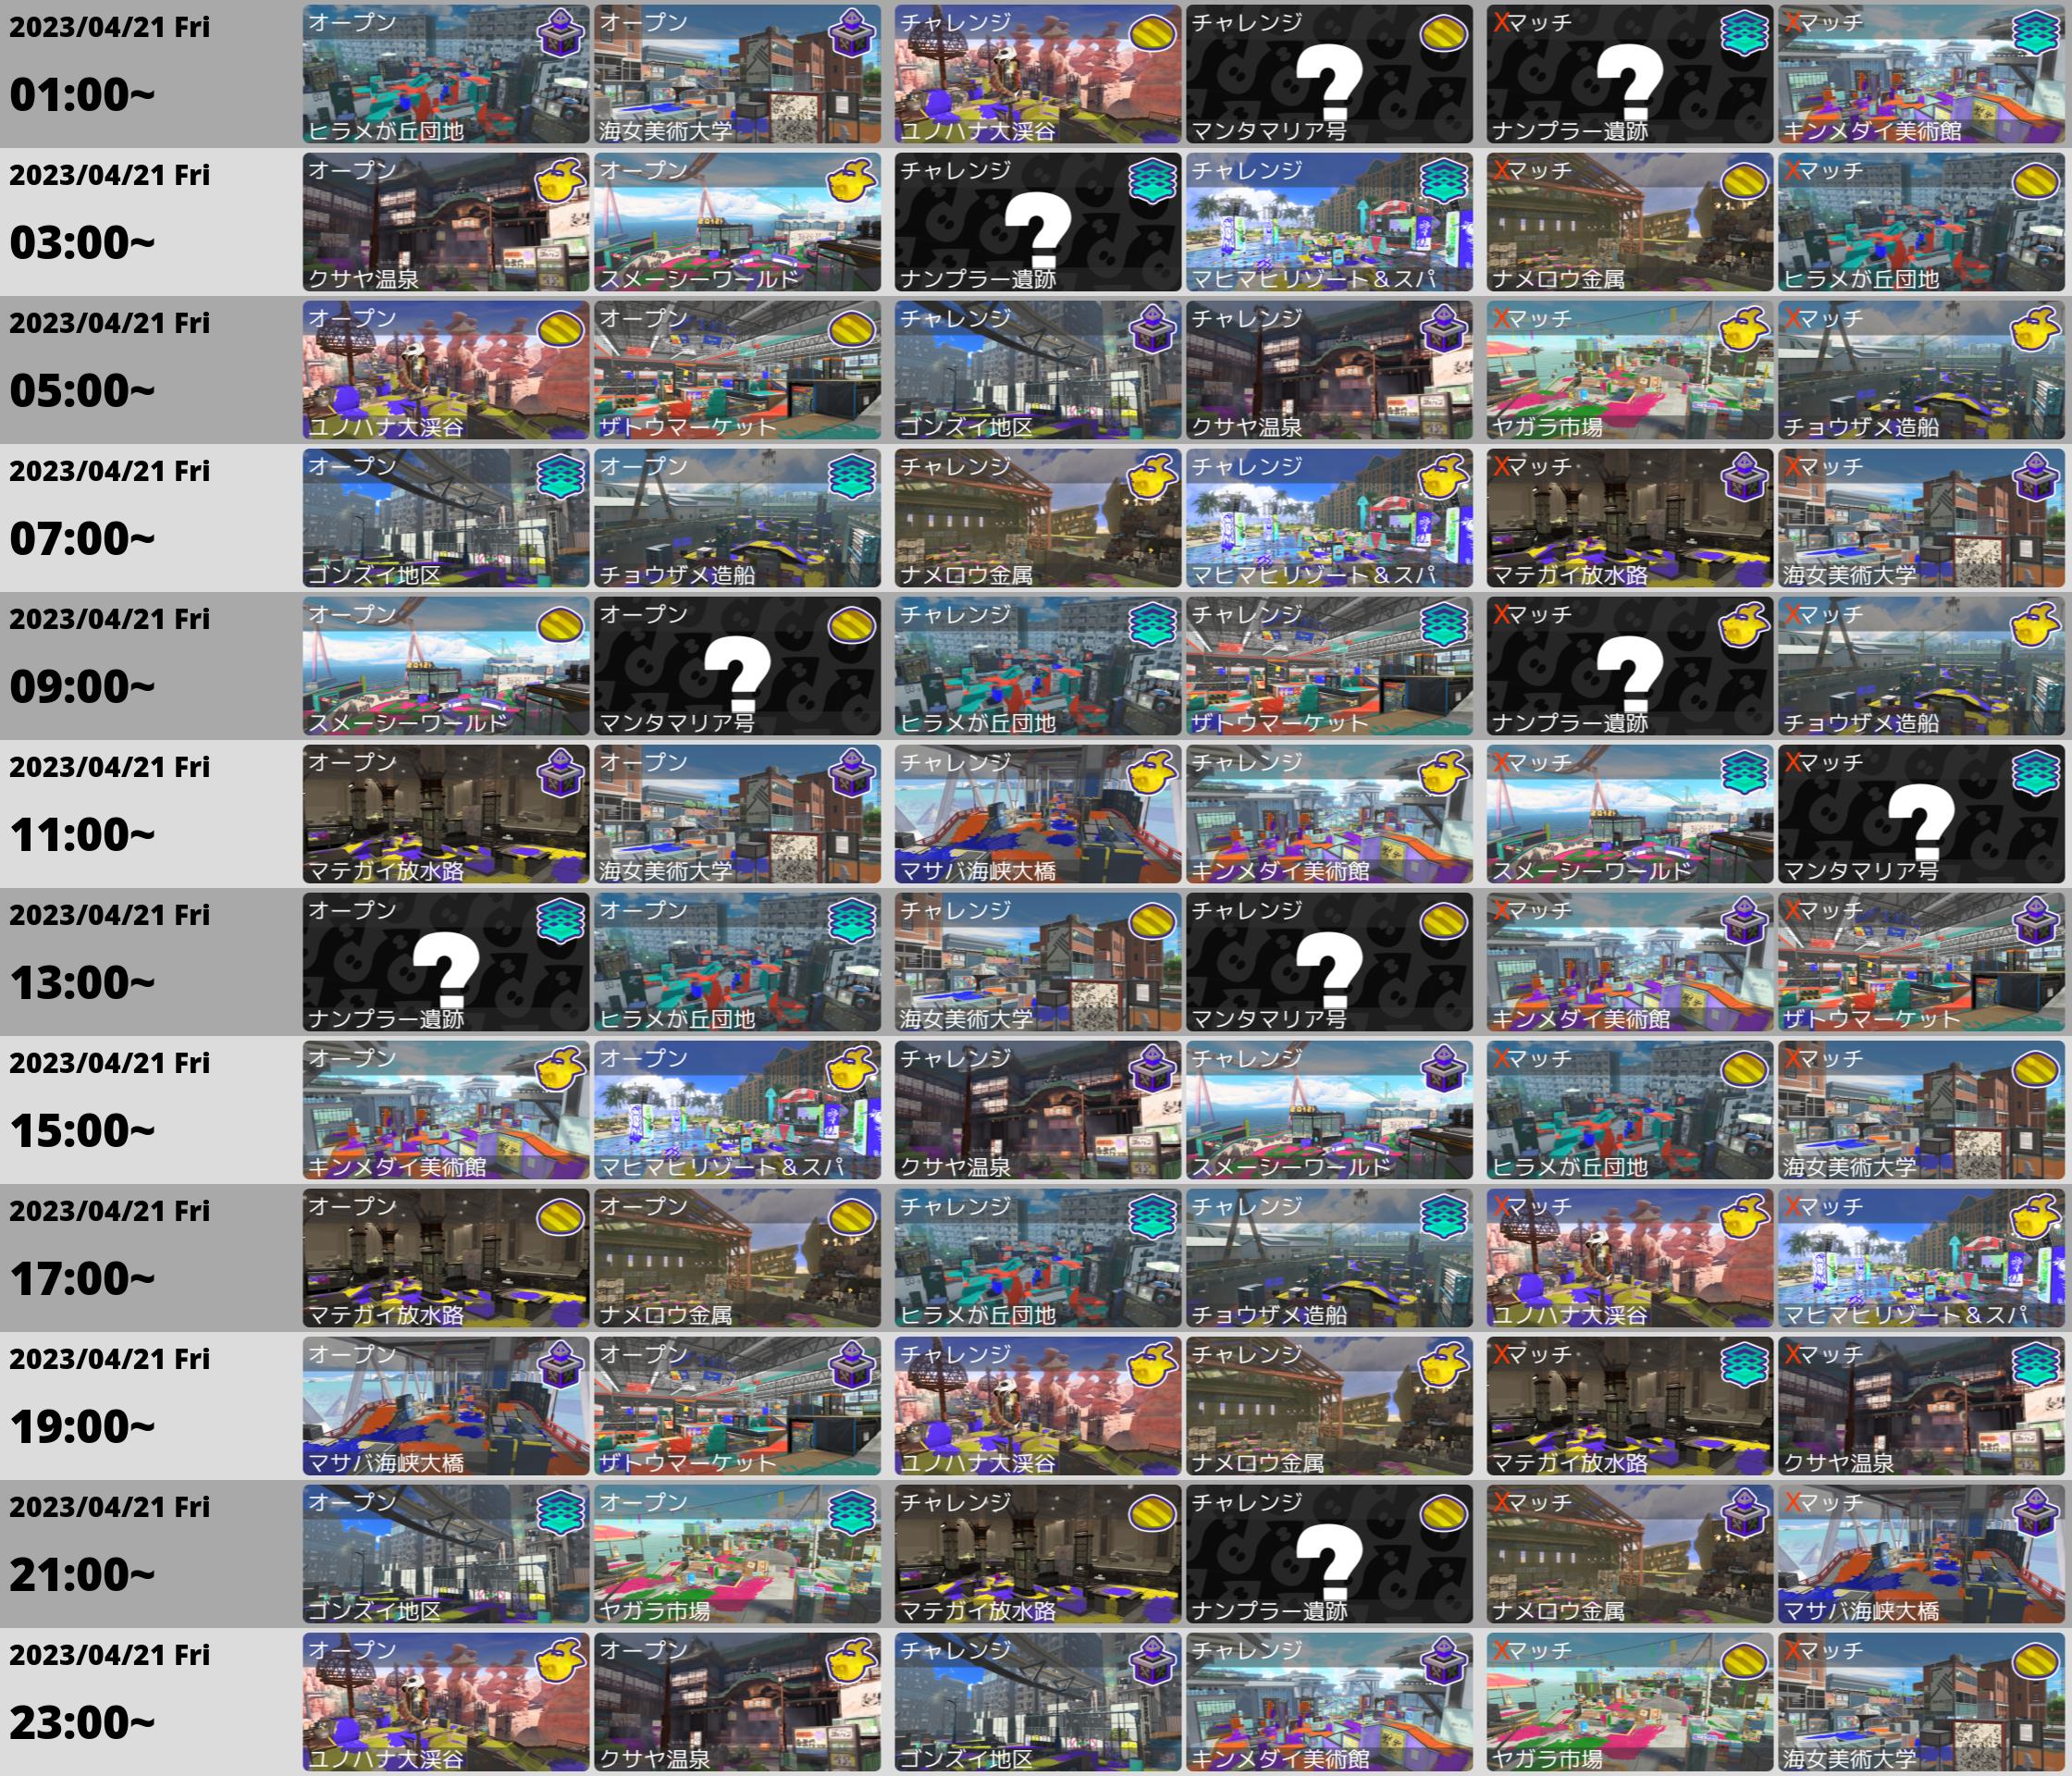 2023/04/21 Fri
01:00~
オープン
ヒラメが丘団地
オープン
海女美術大学
チャレンジ
ユノハナ大渓谷
チャレンジ
マンタマリア号
Xマッチ
ナンプラー遺跡
Xマッチ
キンメダイ美術館
2023/04/21 Fri
03:00~
オープン
クサヤ温泉
オープン
スメーシーワールド
チャレンジ
ナンプラー遺跡
チャレンジ
マヒマヒリゾート&スパ
Xマッチ
ナメロウ金属
Xマッチ
ヒラメが丘団地
2023/04/21 Fri
05:00~
オープン
ユノハナ大渓谷
オープン
ザトウマーケット
チャレンジ
ゴンズイ地区
チャレンジ
クサヤ温泉
Xマッチ
ヤガラ市場
Xマッチ
チョウザメ造船
2023/04/21 Fri
07:00~
オープン
ゴンズイ地区
オープン
チョウザメ造船
チャレンジ
ナメロウ金属
チャレンジ
マヒマヒリゾート&スパ
Xマッチ
マテガイ放水路
Xマッチ
海女美術大学
2023/04/21 Fri
09:00~
オープン
スメーシーワールド
オープン
マンタマリア号
チャレンジ
ヒラメが丘団地
チャレンジ
ザトウマーケット
Xマッチ
ナンプラー遺跡
Xマッチ
チョウザメ造船
2023/04/21 Fri
11:00~
オープン
マテガイ放水路
オープン
海女美術大学
チャレンジ
マサバ海峡大橋
チャレンジ
キンメダイ美術館
Xマッチ
スメーシーワールド
Xマッチ
マンタマリア号
2023/04/21 Fri
13:00~
オープン
ナンプラー遺跡
オープン
ヒラメが丘団地
チャレンジ
海女美術大学
チャレンジ
マンタマリア号
Xマッチ
キンメダイ美術館
Xマッチ
ザトウマーケット
2023/04/21 Fri
15:00~
オープン
キンメダイ美術館
オープン
マヒマヒリゾート&スパ
チャレンジ
クサヤ温泉
チャレンジ
スメーシーワールド
Xマッチ
ヒラメが丘団地
Xマッチ
海女美術大学
2023/04/21 Fri
17:00~
オープン
マテガイ放水路
オープン
ナメロウ金属
チャレンジ
ヒラメが丘団地
チャレンジ
チョウザメ造船
Xマッチ
ユノハナ大渓谷
Xマッチ
マヒマヒリゾート&スパ
2023/04/21 Fri
19:00~
オープン
マサバ海峡大橋
オープン
ザトウマーケット
チャレンジ
ユノハナ大渓谷
チャレンジ
ナメロウ金属
Xマッチ
マテガイ放水路
Xマッチ
クサヤ温泉
2023/04/21 Fri
21:00~
オープン
ゴンズイ地区
オープン
ヤガラ市場
チャレンジ
マテガイ放水路
チャレンジ
ナンプラー遺跡
Xマッチ
ナメロウ金属
Xマッチ
マサバ海峡大橋
2023/04/21 Fri
23:00~
オープン
ユノハナ大渓谷
オープン
クサヤ温泉
チャレンジ
ゴンズイ地区
チャレンジ
キンメダイ美術館
Xマッチ
ヤガラ市場
Xマッチ
海女美術大学